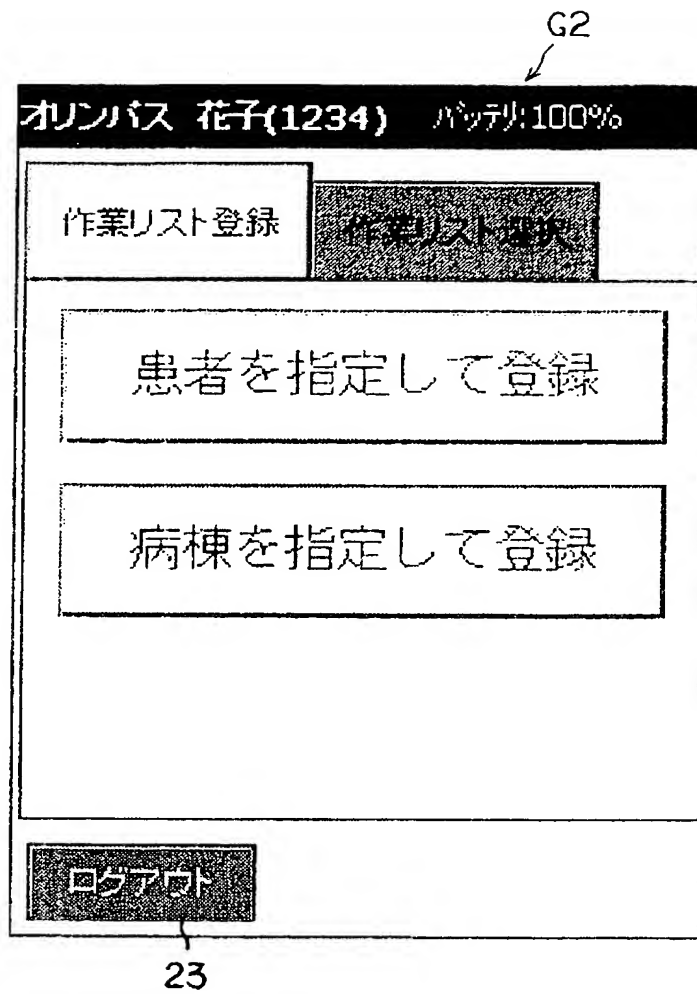 G2
オリンパス 花子(1234) バッテリ:100%
作業リスト登録 作業リスト選択
患者を指定して登録
病棟を指定して登録
ログアウト
23